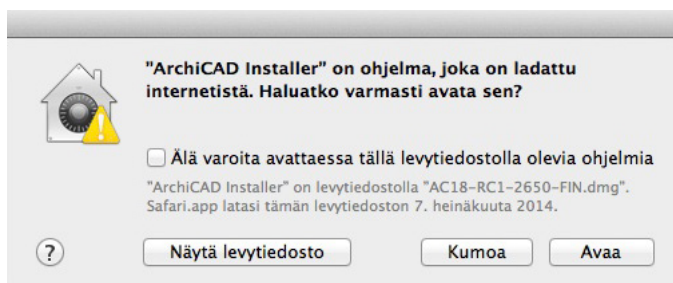 "ArchiCAD Installer" on ohjelma, joka on ladattu
internetistä. Haluatko varmasti avata sen?
Älä varoita avattaessa tällä levytiedostolla olevia ohjelmia
"ArchiCAD Installer" on levytiedostolla "AC18-RC1-2650-FIN.dmg".
Safari.app latasi tämän levytiedoston 7. heinäkuuta 2014.
? Näytä levytiedosto Kumoa Avaa